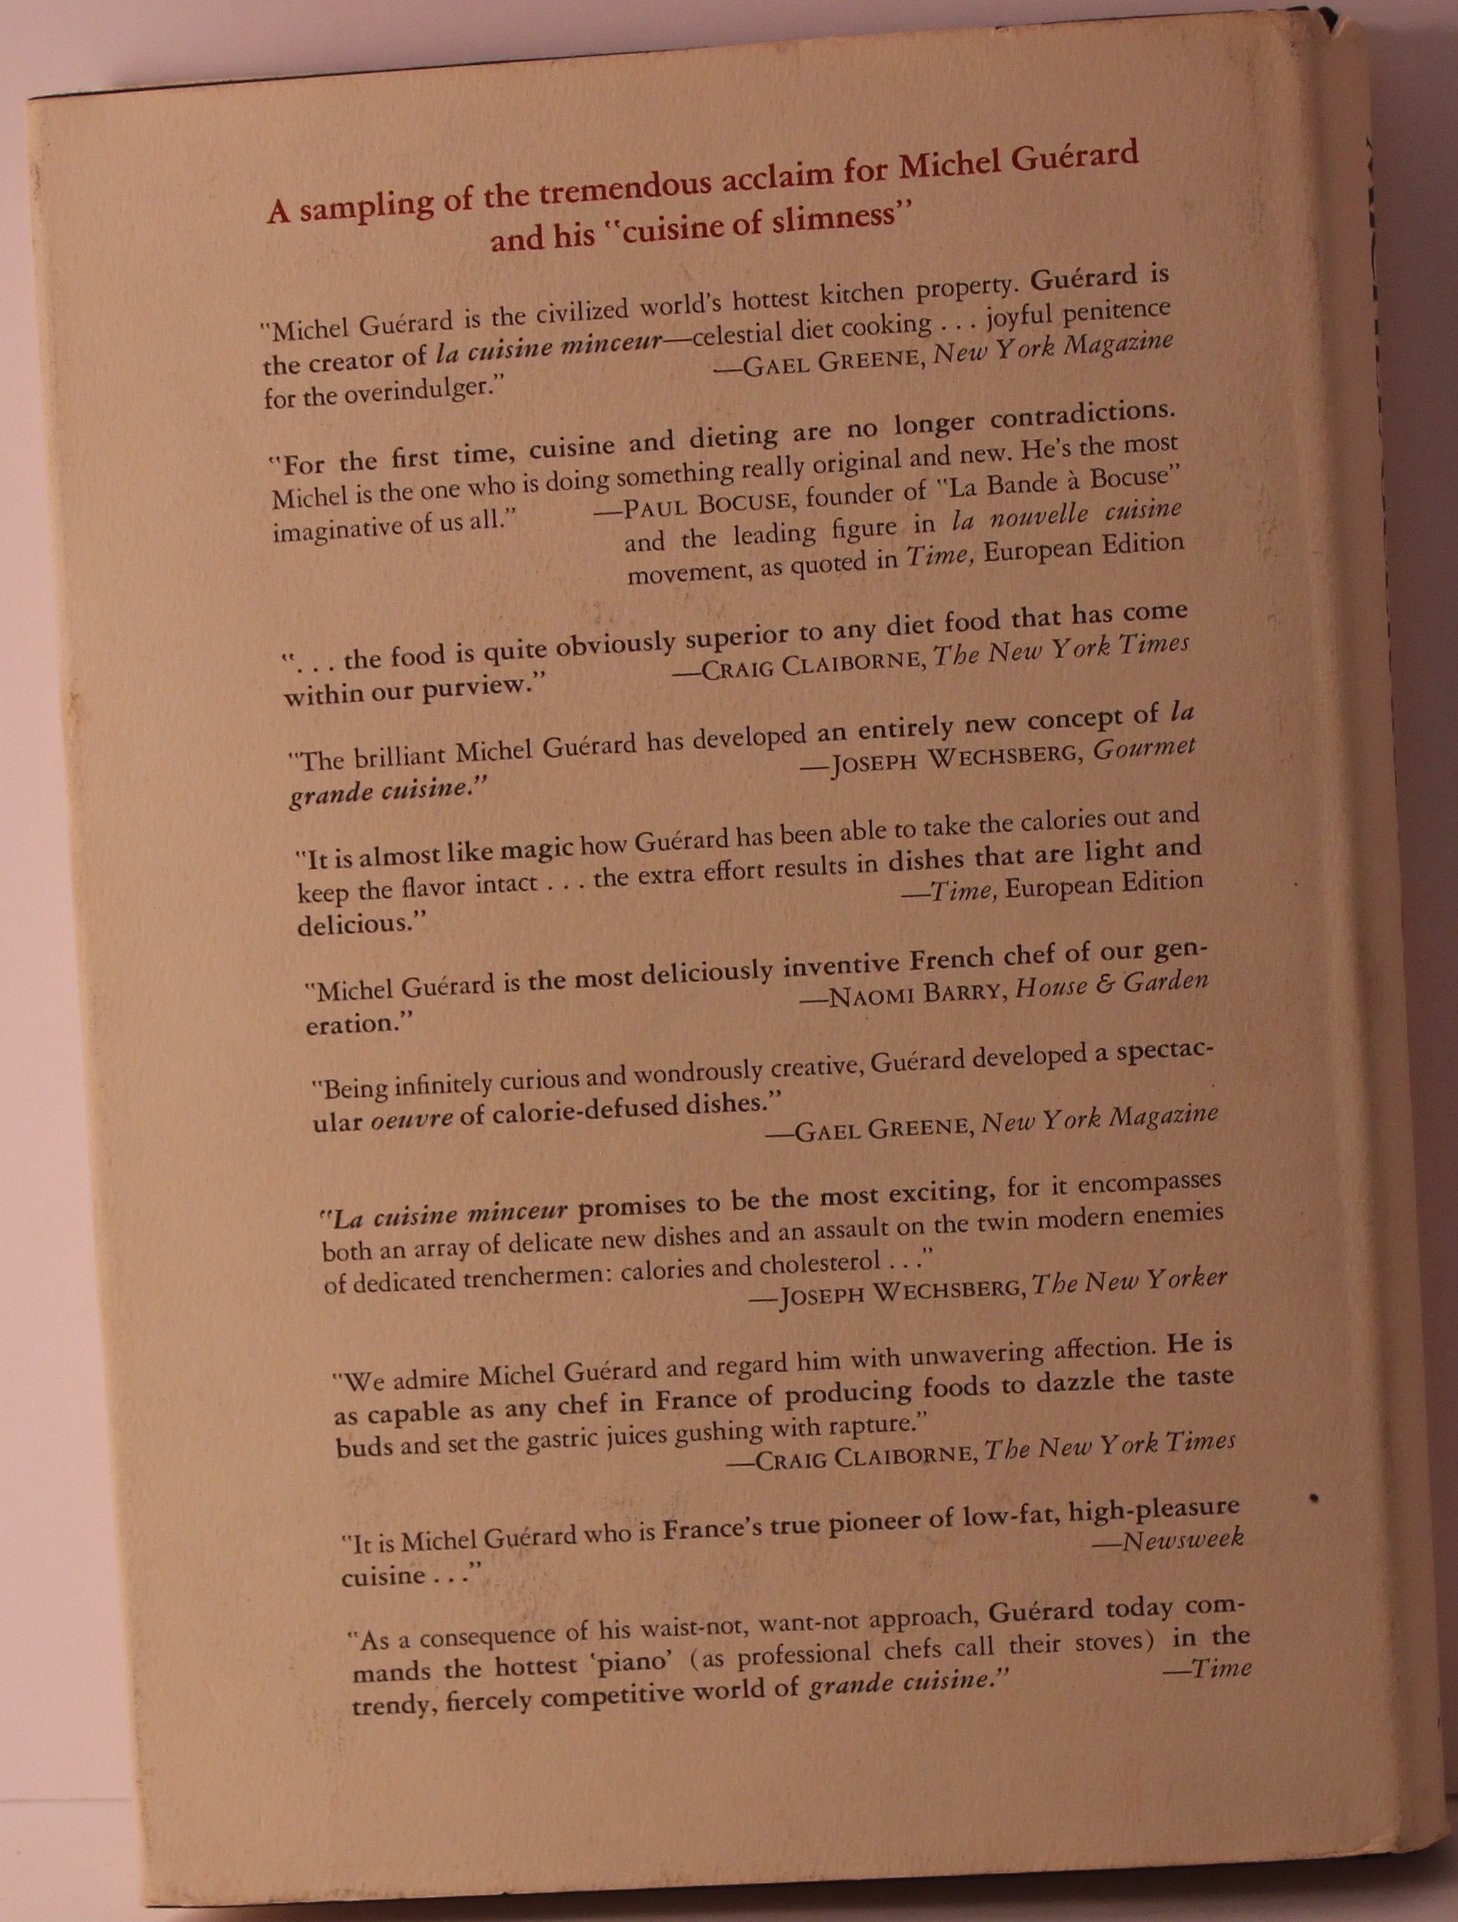 A sampling of the tremendous acclaim for Michel Guérard
and his "cuisine of slimness"
"Michel Guérard is the civilized world's hottest kitchen property. Guérard is
the creator of la cuisine minceur—celestial diet cooking . . . joyful penitence
for the overindulger." —GAEL GREENE, New York Magazine
"For the first time, cuisine and dieting are no longer contradictions.
Michel is the one who is doing something really original and new. He's the most
imaginative of us all." —PAUL BOCUSE, founder of "La Bande à Bocuse"
and the leading figure in la nouvelle cuisine
movement, as quoted in Time, European Edition
". . . the food is quite obviously superior to any diet food that has come
within our purview." —CRAIG CLAIBORNE, The New York Times
"The brilliant Michel Guérard has developed an entirely new concept of la
grande cuisine." —JOSEPH WECHSBERG, Gourmet
"It is almost like magic how Guérard has been able to take the calories out and
keep the flavor intact . . . the extra effort results in dishes that are light and
delicious." —Time, European Edition
"Michel Guérard is the most deliciously inventive French chef of our gen-
eration." —NAOMI BARRY, House & Garden
"Being infinitely curious and wondrously creative, Guérard developed a spectac-
ular oeuvre of calorie-defused dishes."
—GAEL GREENE, New York Magazine
"La cuisine minceur promises to be the most exciting, for it encompasses
both an array of delicate new dishes and an assault on the twin modern enemies
of dedicated trenchermen: calories and cholesterol . . ."
—JOSEPH WECHSBERG, The New Yorker
"We admire Michel Guérard and regard him with unwavering affection. He is
as capable as any chef in France of producing foods to dazzle the taste
buds and set the gastric juices gushing with rapture."
—CRAIG CLAIBORNE, The New York Times
"It is Michel Guérard who is France's true pioneer of low-fat, high-pleasure
cuisine . . ." —Newsweek
"As a consequence of his waist-not, want-not approach, Guérard today com-
mands the hottest 'piano' (as professional chefs call their stoves) in the
trendy, fiercely competitive world of grande cuisine." —Time